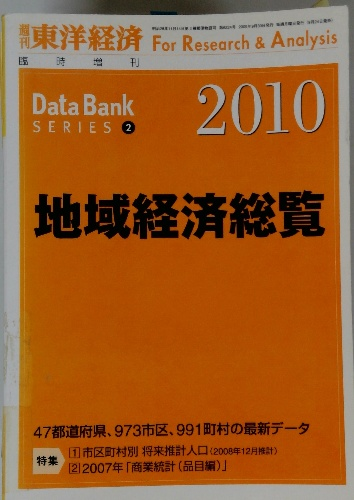 週刊 東洋経済 For Research & Analysis
臨時増刊
Data Bank
SERIES 2
2010
地域経済総覧
47都道府県、973市区、991町村の最新データ
特集
1 市区町村別 将来推計人口(2008年12月推計)
2 2007年「商業統計(品目編)」